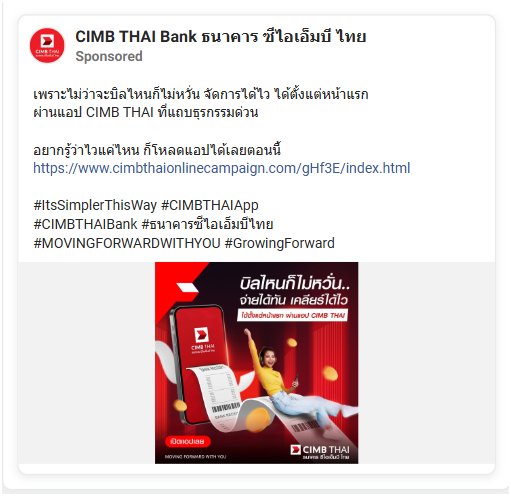 CIMB THAI Bank ธนาคาร ซีไอเอ็มบี ไทย
Sponsored
เพราะไม่ว่าจะบิลไหนก็ไม่หวั่น จัดการได้ไว ได้ตั้งแต่หน้าแรก
ผ่านแอป CIMB THAI ที่แถบธุรกรรมด่วน
อยากรู้ว่าไวแค่ไหน ก็โหลดแอปได้เลยตอนนี้
https://www.cimbthaionlinecampaign.com/gHf3E/index.html
#ItsSimplerThisWay #CIMBTHAIApp
#CIMBTHAIBank #ธนาคารซีไอเอ็มบีไทย
#MOVINGFORWARDWITHYOU #GrowingForward
บิลไหนก็ไม่หวั่น..
จ่ายได้ทัน เคลียร์ได้ไว
ได้ตั้งแต่หน้าแรก ผ่านแอป CIMB THAI
CIMB THAI
เปิดแอปเลย
MOVING FORWARD WITH YOU
CIMB THAI
ธนาคาร ซีไอเอ็มบี ไทย